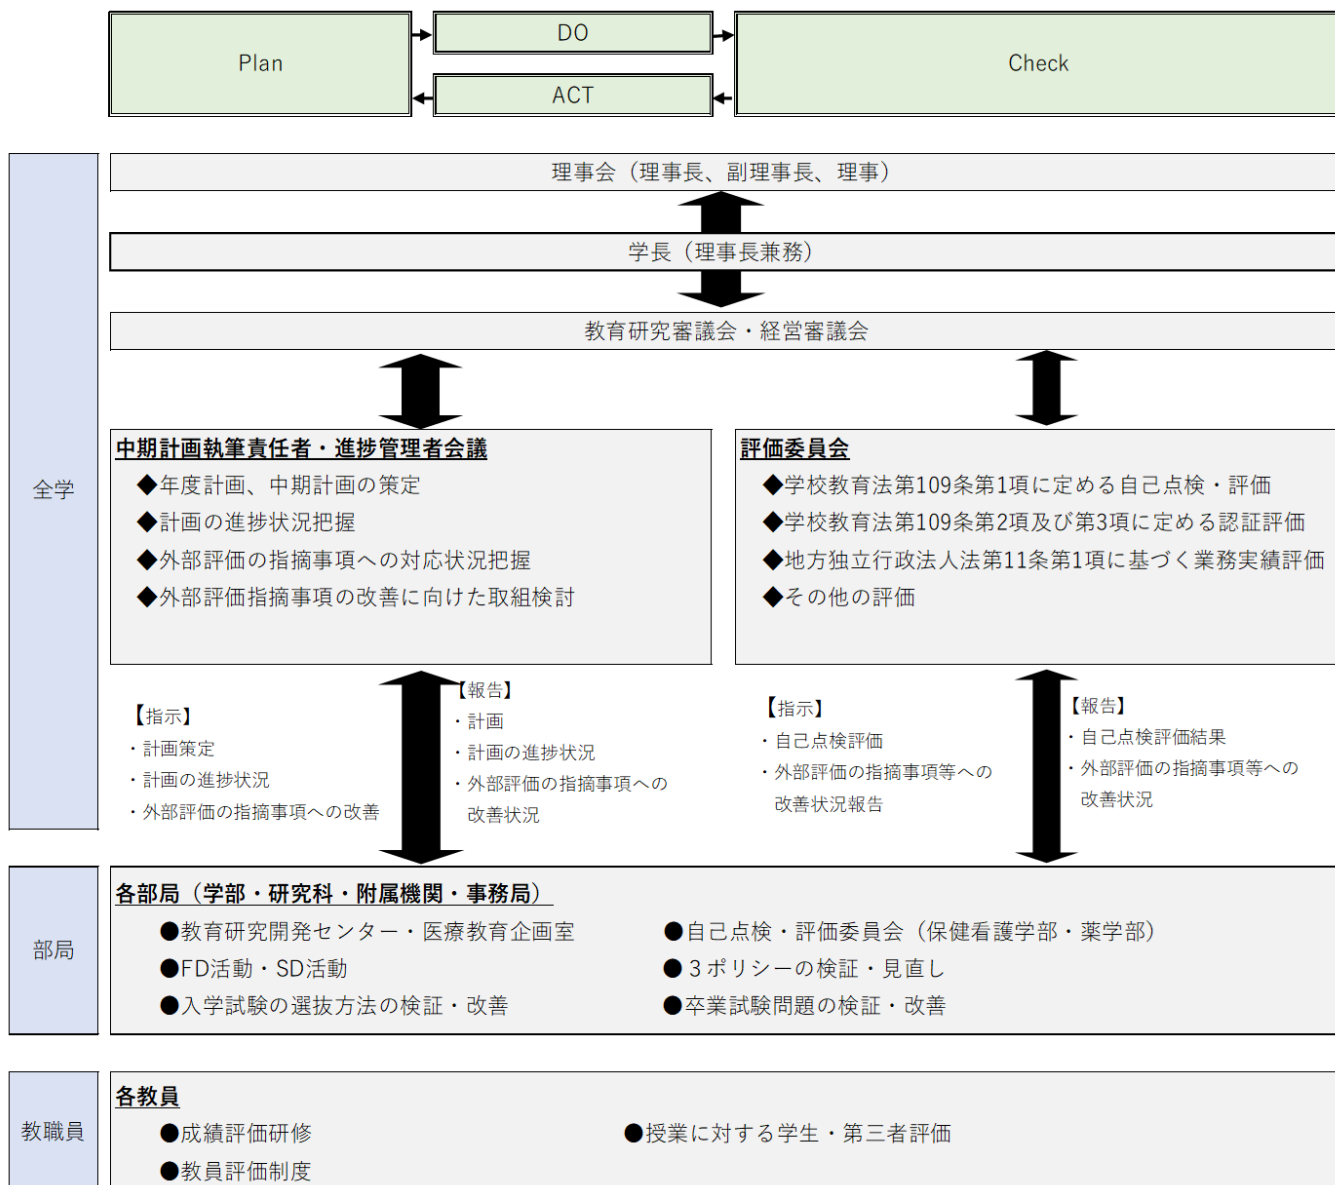 Plan
DO
ACT
Check
全学
理事会（理事長、副理事長、理事）
学長（理事長兼務）
教育研究審議会・経営審議会
中期計画執筆責任者・進捗管理者会議
◆年度計画、中期計画の策定
◆計画の進捗状況把握
◆外部評価の指摘事項への対応状況把握
◆外部評価指摘事項の改善に向けた取組検討
評価委員会
◆学校教育法第109条第1項に定める自己点検・評価
◆学校教育法第109条第2項及び第3項に定める認証評価
◆地方独立行政法人法第11条第1項に基づく業務実績評価
◆その他の評価
【指示】
・計画策定
・計画の進捗状況
・外部評価の指摘事項への改善
【報告】
・計画
・計画の進捗状況
・外部評価の指摘事項への
改善状況
【指示】
・自己点検評価
・外部評価の指摘事項等への
改善状況報告
【報告】
・自己点検評価結果
・外部評価の指摘事項等への
改善状況
部局
各部局（学部・研究科・附属機関・事務局）
●教育研究開発センター・医療教育企画室
●FD活動・SD活動
●入学試験の選抜方法の検証・改善
●自己点検・評価委員会（保健看護学部・薬学部）
●３ポリシーの検証・見直し
●卒業試験問題の検証・改善
教職員
各教員
●成績評価研修
●教員評価制度
●授業に対する学生・第三者評価